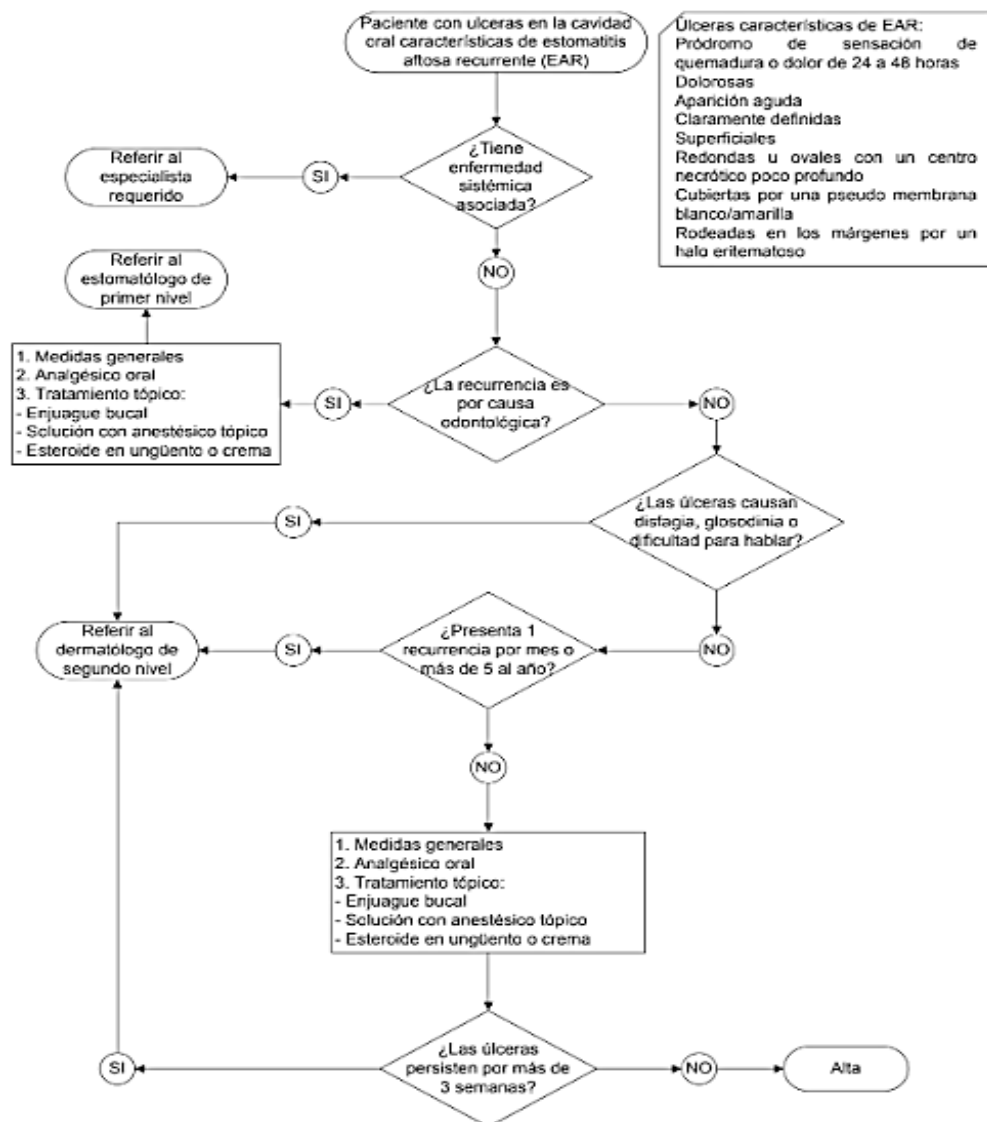 Paciente con ulceras en la cavidad
oral características de estomatitis
aftosa recurrente (EAR)
Úlceras características de EAR:
Pródromo de sensación de
quemadura o dolor de 24 a 48 horas
Dolorosas
Aparición aguda
Claramente definidas
Superficiales
Redondas u ovales con un centro
necrótico poco profundo
Cubiertas por una pseudo membrana
blanco/amarilla
Rodeadas en los márgenes por un
halo eritematoso
¿Tiene
enfermedad
sistémica
asociada?
SI
Referir al
especialista
requerido
NO
Referir al
estomatólogo de
primer nivel
1. Medidas generales
2. Analgésico oral
3. Tratamiento tópico:
- Enjuague bucal
- Solución con anestésico tópico
- Esteroide en ungüento o crema
SI
¿La recurrencia es
por causa
odontológica?
NO
¿Las úlceras causan
disfagia, glosodinia o
dificultad para hablar?
SI
NO
Referir al
dermatólogo de
segundo nivel
SI
¿Presenta 1
recurrencia por mes o
más de 5 al año?
NO
1. Medidas generales
2. Analgésico oral
3. Tratamiento tópico:
- Enjuague bucal
- Solución con anestésico tópico
- Esteroide en ungüento o crema
SI
¿Las úlceras
persisten por más de
3 semanas?
NO
Alta